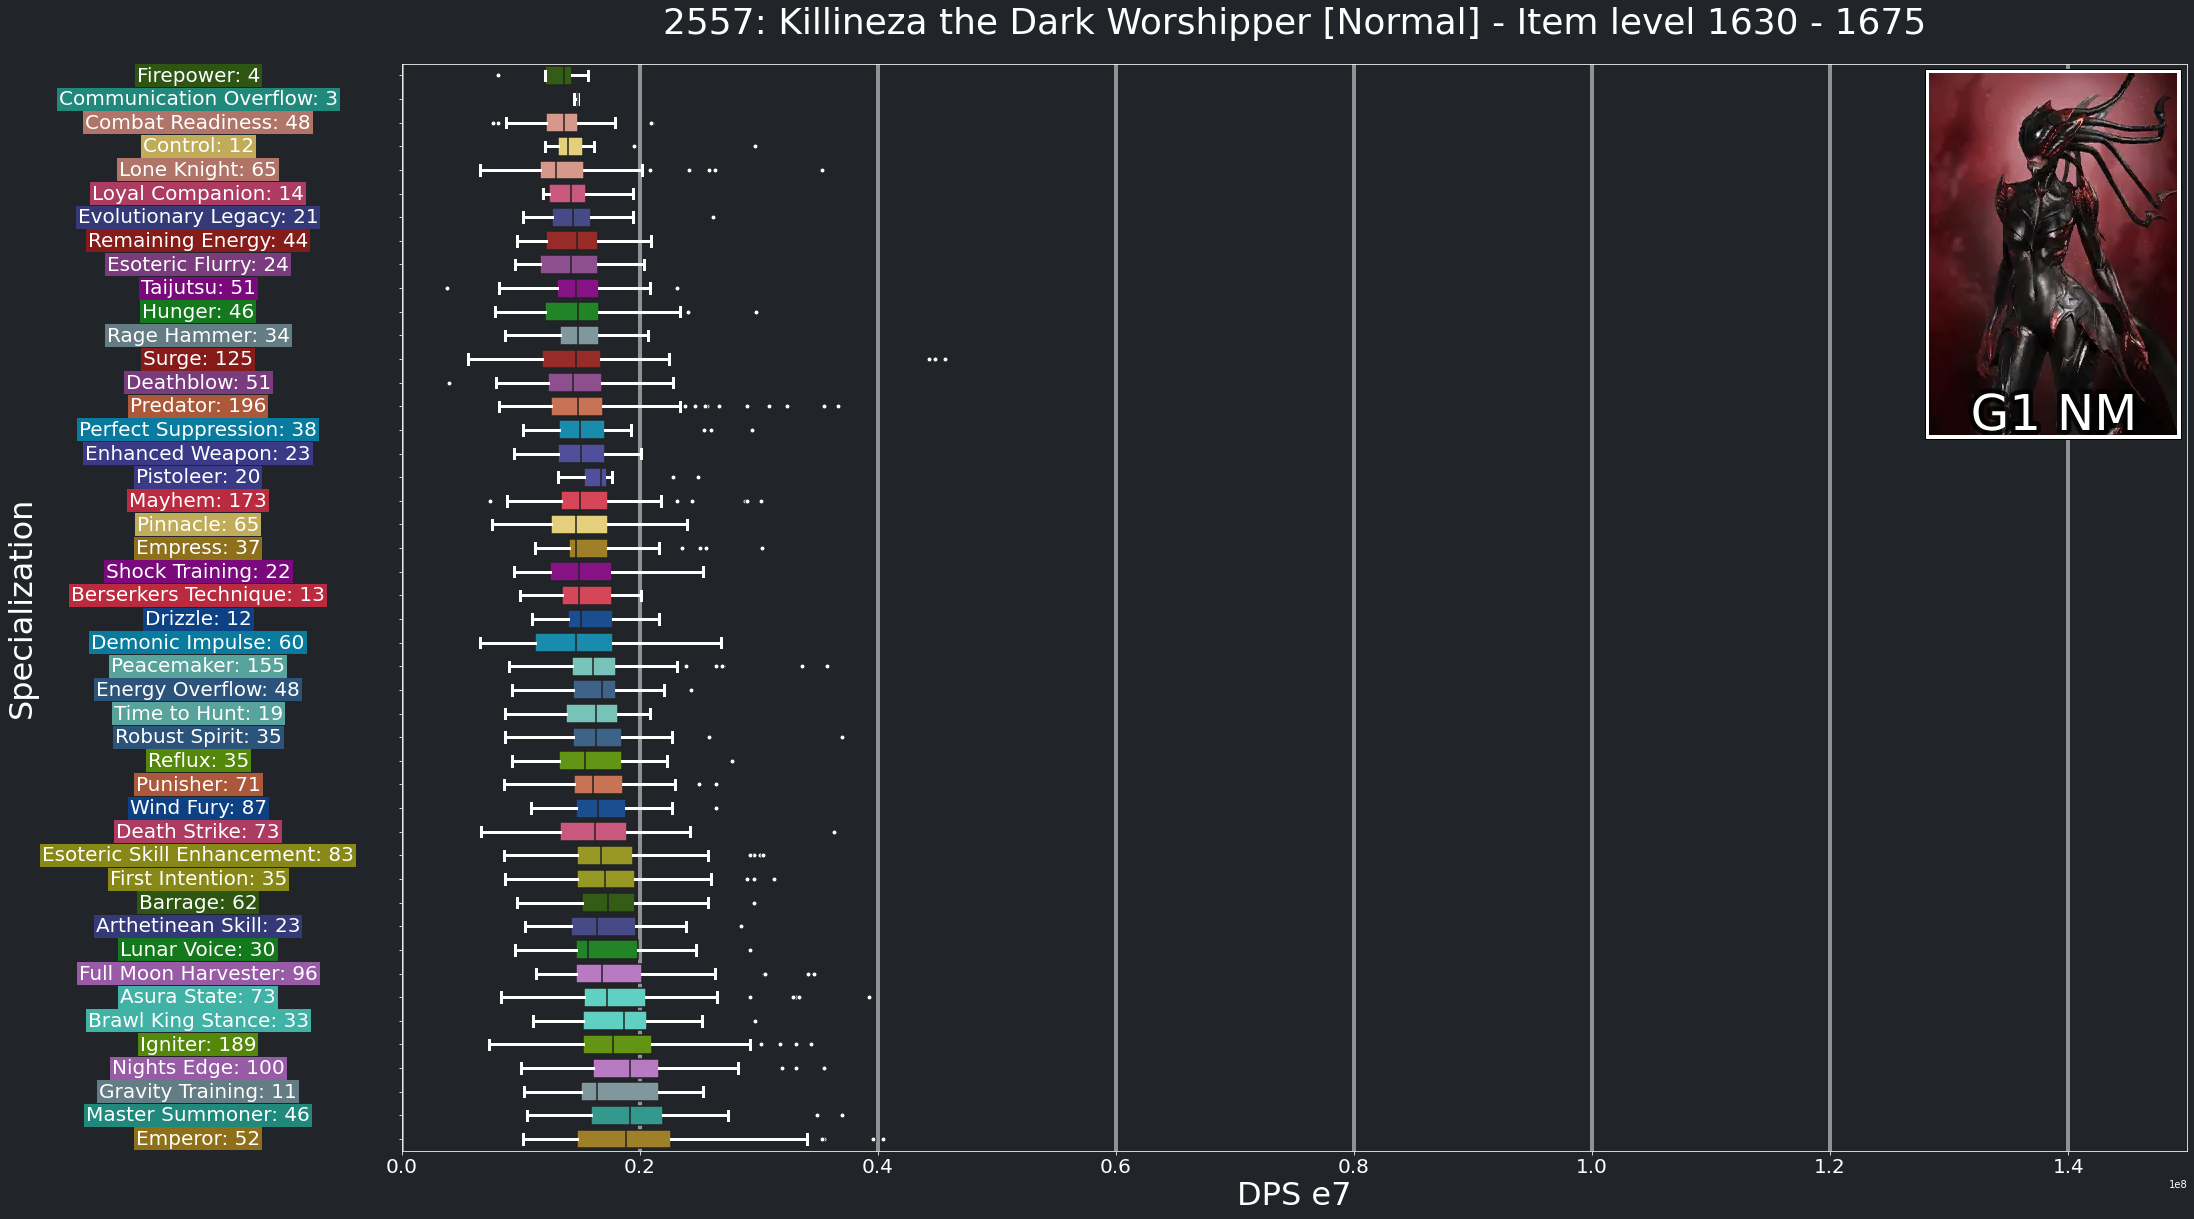 2557: Killineza the Dark Worshipper [Normal] - Item level 1630 - 1675
Specialization
Firepower: 4
Communication Overflow: 3
Combat Readiness: 48
Control: 12
Lone Knight: 65
Loyal Companion: 14
Evolutionary Legacy: 21
Remaining Energy: 44
Esoteric Flurry: 24
Taijutsu: 51
Hunger: 46
Rage Hammer: 34
Surge: 125
Deathblow: 51
Predator: 196
Perfect Suppression: 38
Enhanced Weapon: 23
Pistoleer: 20
Mayhem: 173
Pinnacle: 65
Empress: 37
Shock Training: 22
Berserkers Technique: 13
Drizzle: 12
Demonic Impulse: 60
Peacemaker: 155
Energy Overflow: 48
Time to Hunt: 19
Robust Spirit: 35
Reflux: 35
Punisher: 71
Wind Fury: 87
Death Strike: 73
Esoteric Skill Enhancement: 83
First Intention: 35
Barrage: 62
Arthetinean Skill: 23
Lunar Voice: 30
Full Moon Harvester: 96
Asura State: 73
Brawl King Stance: 33
Igniter: 189
Nights Edge: 100
Gravity Training: 11
Master Summoner: 46
Emperor: 52
G1 NM
0.0 0.2 0.4 0.6 0.8 1.0 1.2 1.4
1e8
DPS e7